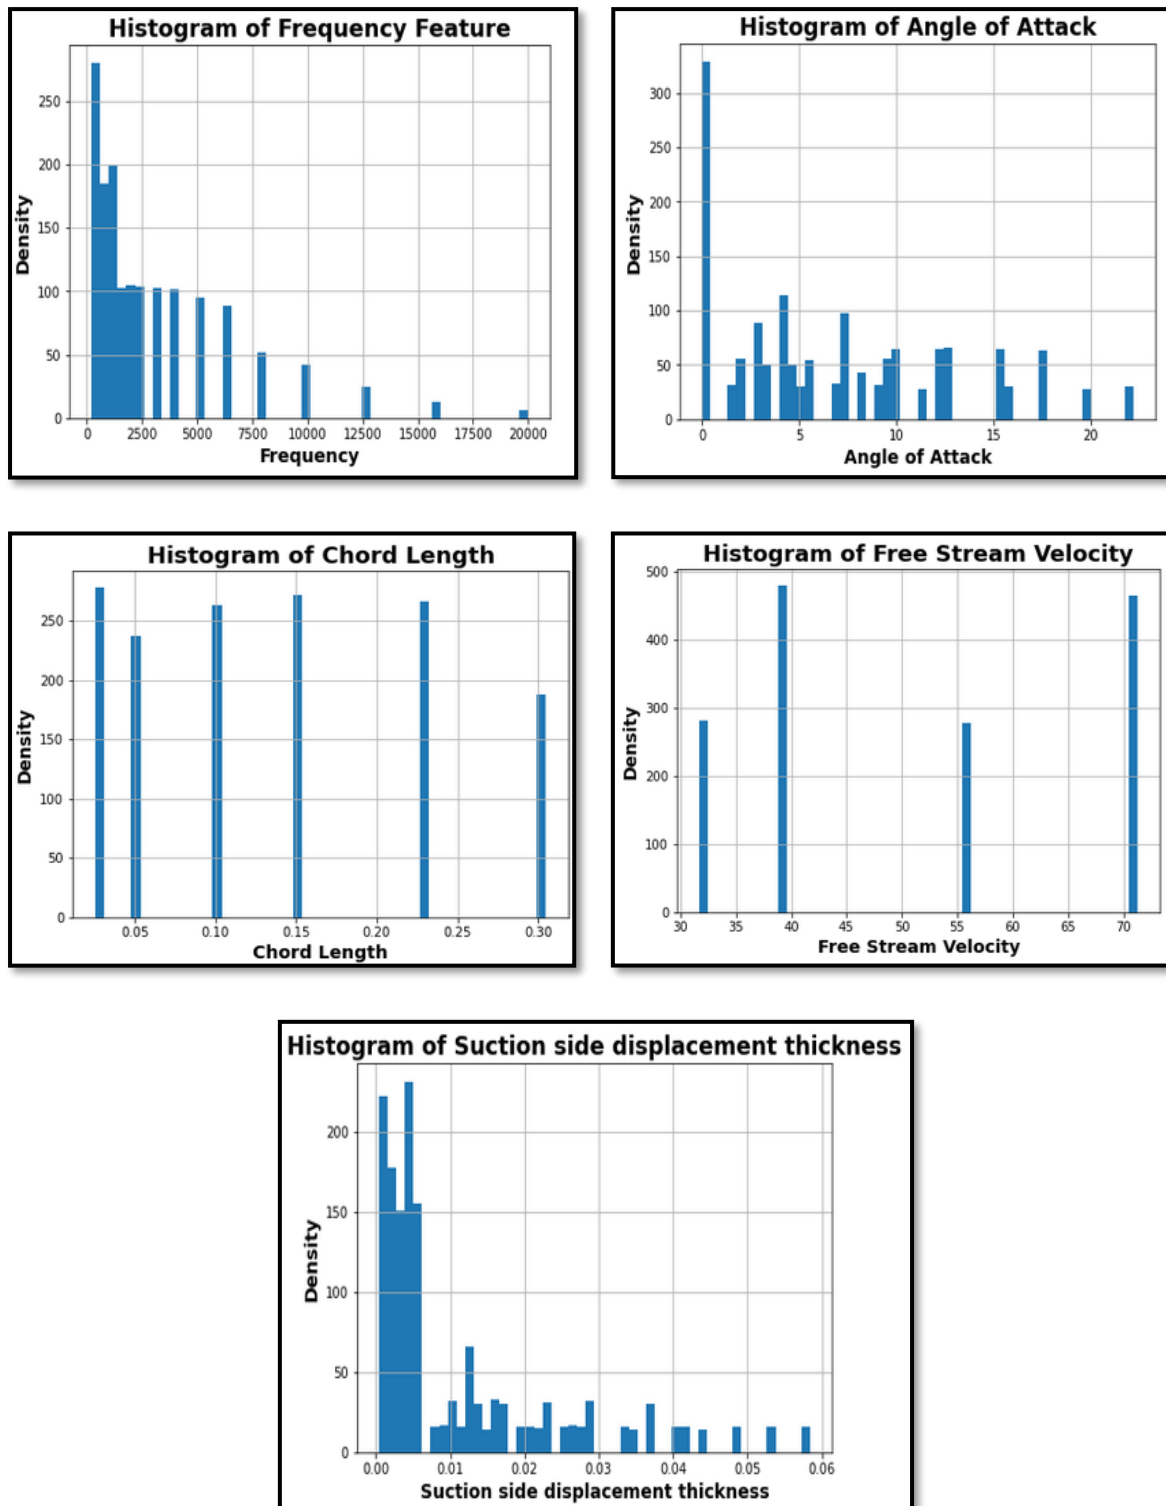 Histogram of Frequency Feature
Density
250
200
150
100
50
0
0 2500 5000 7500 10000 12500 15000 17500 20000
Frequency
Histogram of Angle of Attack
Density
300
250
200
150
100
50
0
0 5 10 15 20
Angle of Attack
Histogram of Chord Length
Density
250
200
150
100
50
0
0.05 0.10 0.15 0.20 0.25 0.30
Chord Length
Histogram of Free Stream Velocity
Density
500
400
300
200
100
0
30 35 40 45 50 55 60 65 70
Free Stream Velocity
Histogram of Suction side displacement thickness
Density
200
150
100
50
0
0.00 0.01 0.02 0.03 0.04 0.05 0.06
Suction side displacement thickness